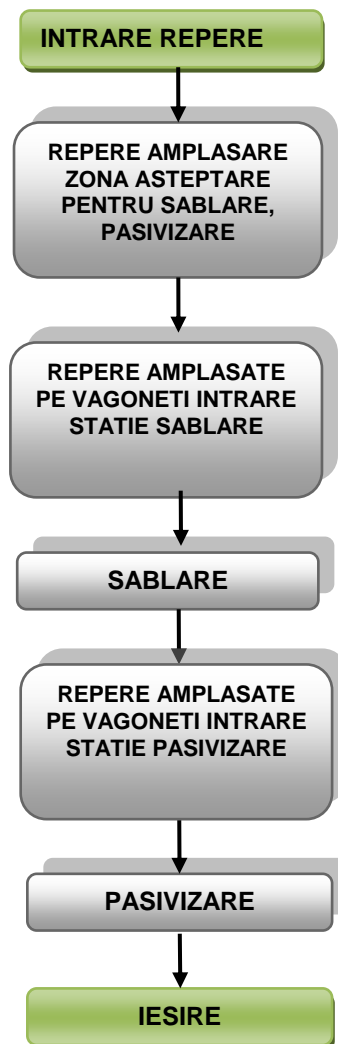 INTRARE REPERE
REPERE AMPLASARE
ZONA ASTEPTARE
PENTRU SABLARE,
PASIVIZARE
REPERE AMPLASATE
PE VAGONETI INTRARE
STATIE SABLARE
SABLARE
REPERE AMPLASATE
PE VAGONETI INTRARE
STATIE PASIVIZARE
PASIVIZARE
IESIRE